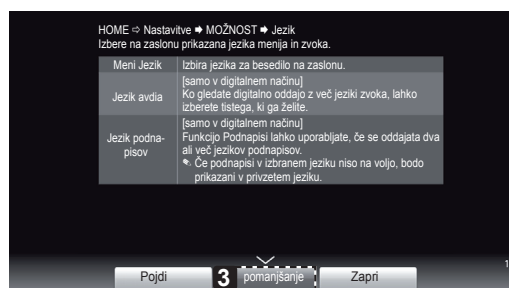 HOME ⇨ Nastavitve ➡ MOŽNOST ➡ Jezik
Izbere na zaslonu prikazana jezika menija in zvoka.
Meni Jezik
Izbira jezika za besedilo na zaslonu.
Jezik avdia
[samo v digitalnem načinu]
Ko gledate digitalno oddajo z več jeziki zvoka, lahko
izberete tistega, ki ga želite.
Jezik podna-
pisov
[samo v digitalnem načinu]
Funkcijo Podnapisi lahko uporabljate, če se oddajata dva
ali več jezikov podnapisov.
✎ Če podnapisi v izbranem jeziku niso na voljo, bodo
prikazani v privzetem jeziku.
1
Pojdi 3 pomanjšanje Zapri